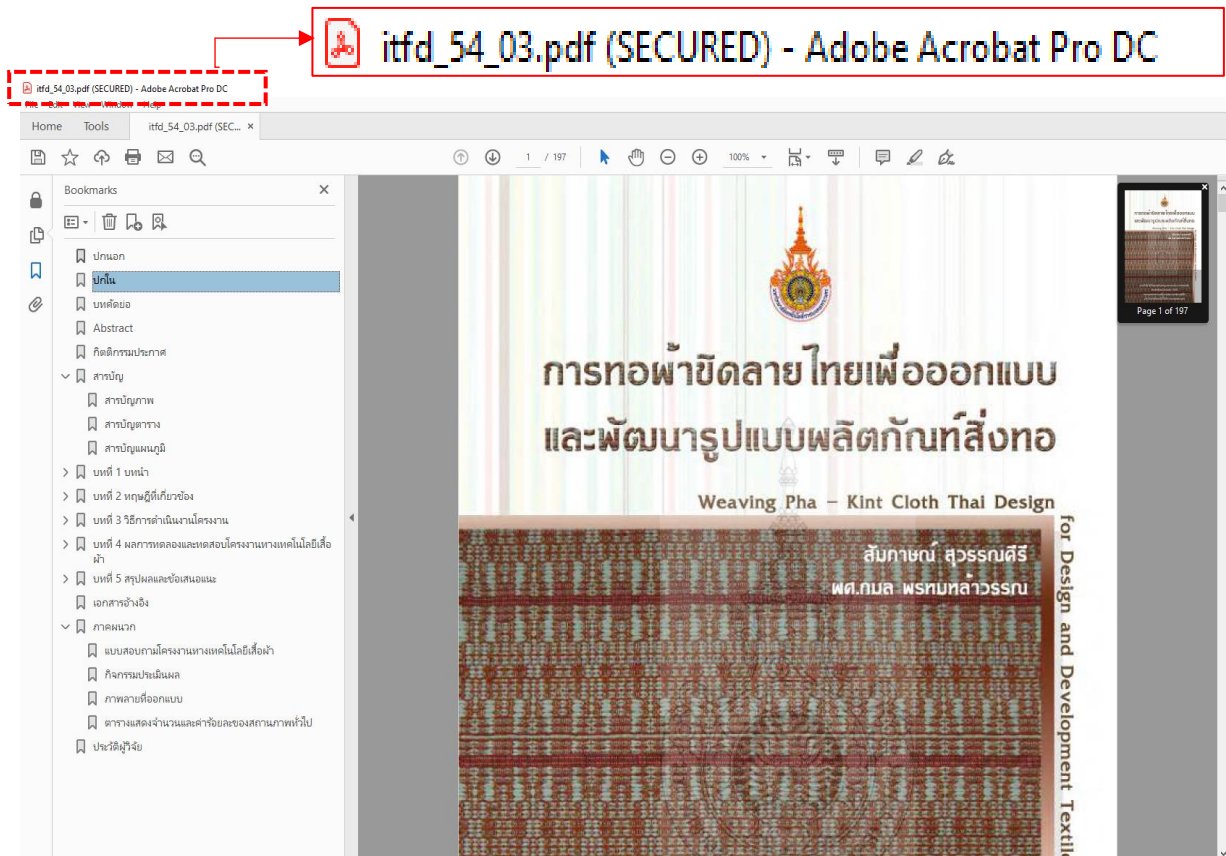 itfd_54_03.pdf (SECURED) - Adobe Acrobat Pro DC
itfd_54_03.pdf (SECURED) - Adobe Acrobat Pro DC
File Edit View Window Help
Home Tools itfd_54_03.pdf (SEC... ×
1 / 197 100%
Bookmarks
ปกนอก
ปกใน
บทคัดย่อ
Abstract
กิตติกรรมประกาศ
สารบัญ
สารบัญภาพ
สารบัญตาราง
สารบัญแผนภูมิ
บทที่ 1 บทนำ
บทที่ 2 ทฤษฎีที่เกี่ยวข้อง
บทที่ 3 วิธีการดำเนินงานโครงงาน
บทที่ 4 ผลการทดลองและทดสอบโครงงานทางเทคโนโลยีเสื้อ
ผ้า
บทที่ 5 สรุปผลและข้อเสนอแนะ
เอกสารอ้างอิง
ภาคผนวก
แบบสอบถามโครงงานทางเทคโนโลยีเสื้อผ้า
กิจกรรมประเมินผล
ภาพลายที่ออกแบบ
ตารางแสดงจำนวนและค่าร้อยละของสถานภาพทั่วไป
ประวัติผู้วิจัย
การทอผ้าขิดลายไทยเพื่อออกแบบ
และพัฒนารูปแบบผลิตภัณฑ์สิ่งทอ
Weaving Pha – Kint Cloth Thai Design
for Design and Development Textile
สัมภาษณ์ สุวรรณคีรี
ผศ.กมล พรหมหล้าวรรณ
Page 1 of 197